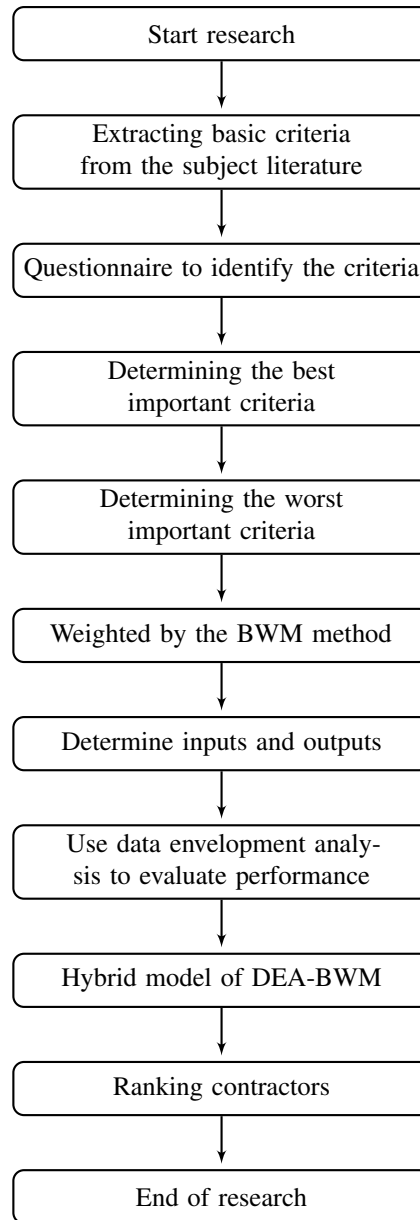 Start research
Extracting basic criteria
from the subject literature
Questionnaire to identify the criteria
Determining the best
important criteria
Determining the worst
important criteria
Weighted by the BWM method
Determine inputs and outputs
Use data envelopment analy-
sis to evaluate performance
Hybrid model of DEA-BWM
Ranking contractors
End of research